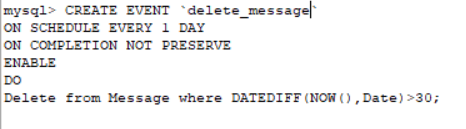 mysql> CREATE EVENT `delete_message`
ON SCHEDULE EVERY 1 DAY
ON COMPLETION NOT PRESERVE
ENABLE
DO
Delete from Message where DATEDIFF(NOW(),Date)>30;